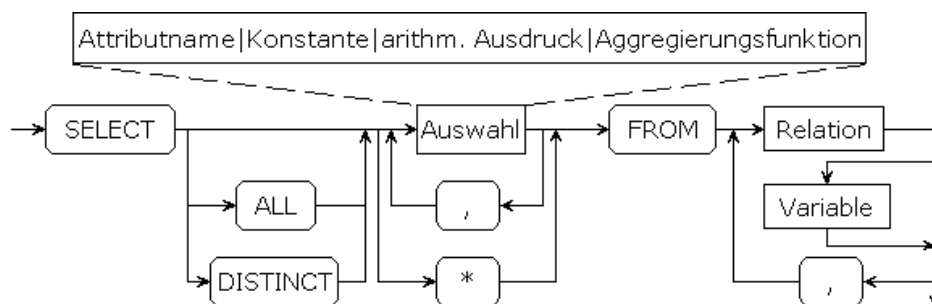 Attributname|Konstante|arithm. Ausdruck|Aggregierungsfunktion
SELECT
Auswahl
FROM
Relation
ALL
,
Variable
DISTINCT
*
,